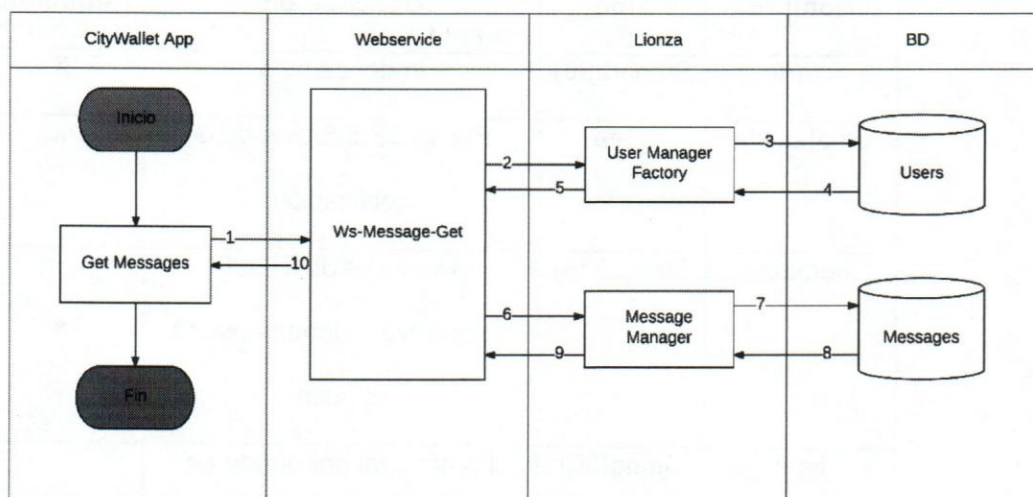 CityWallet App
Webservice
Lionza
BD
Inicio
Get Messages
Fin
1
10
Ws-Message-Get
2
5
6
9
User Manager
Factory
3
4
Users
Message
Manager
7
8
Messages